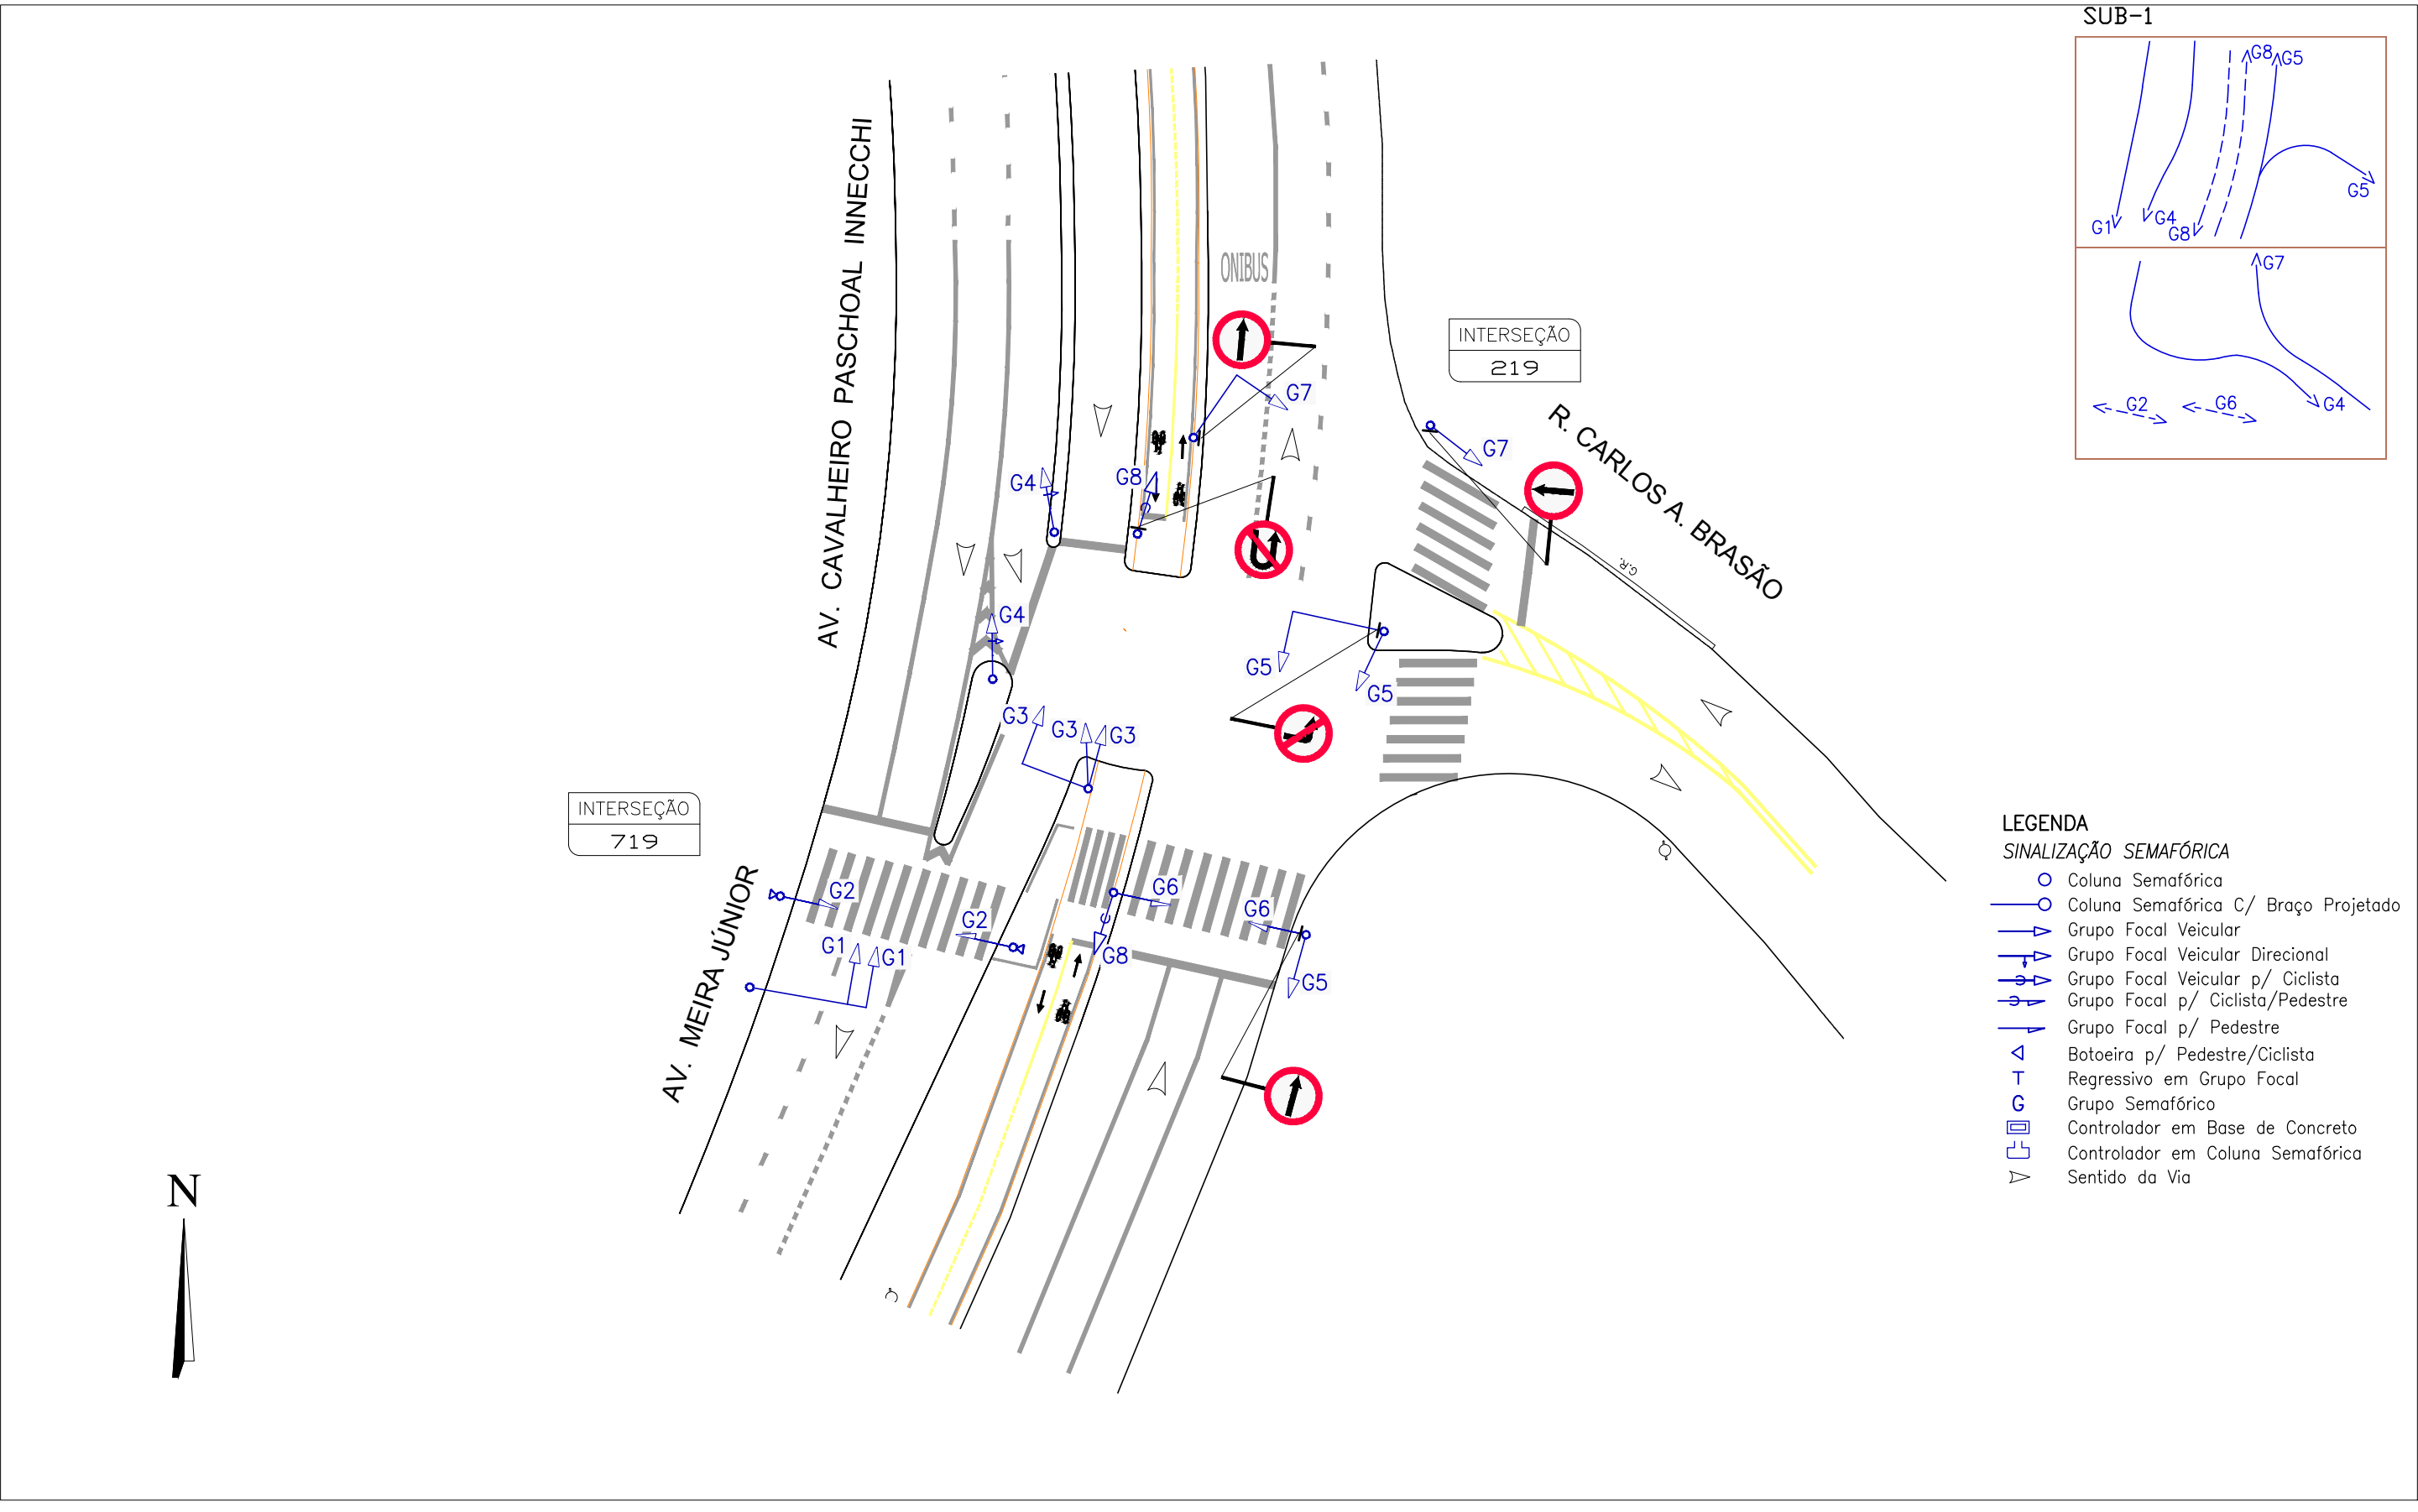 SUB-1
G8
G5
G5
G1
G4
G8
G7
G2
G6
G4
AV. CAVALHEIRO PASCHOAL INNECCHI
ONIBUS
INTERSEÇÃO
219
G7
R. CARLOS A. BRASÃO
G7
G4
G8
G.R.
G4
G5
G5
G3
G3
G3
INTERSEÇÃO
719
AV. MEIRA JÚNIOR
G2
G6
G6
G2
G1
G1
G8
G5
N
LEGENDA
SINALIZAÇÃO SEMAFÓRICA
Coluna Semafórica
Coluna Semafórica C/ Braço Projetado
Grupo Focal Veicular
Grupo Focal Veicular Direcional
Grupo Focal Veicular p/ Ciclista
Grupo Focal p/ Ciclista/Pedestre
Grupo Focal p/ Pedestre
Botoeira p/ Pedestre/Ciclista
T Regressivo em Grupo Focal
G Grupo Semafórico
Controlador em Base de Concreto
Controlador em Coluna Semafórica
Sentido da Via